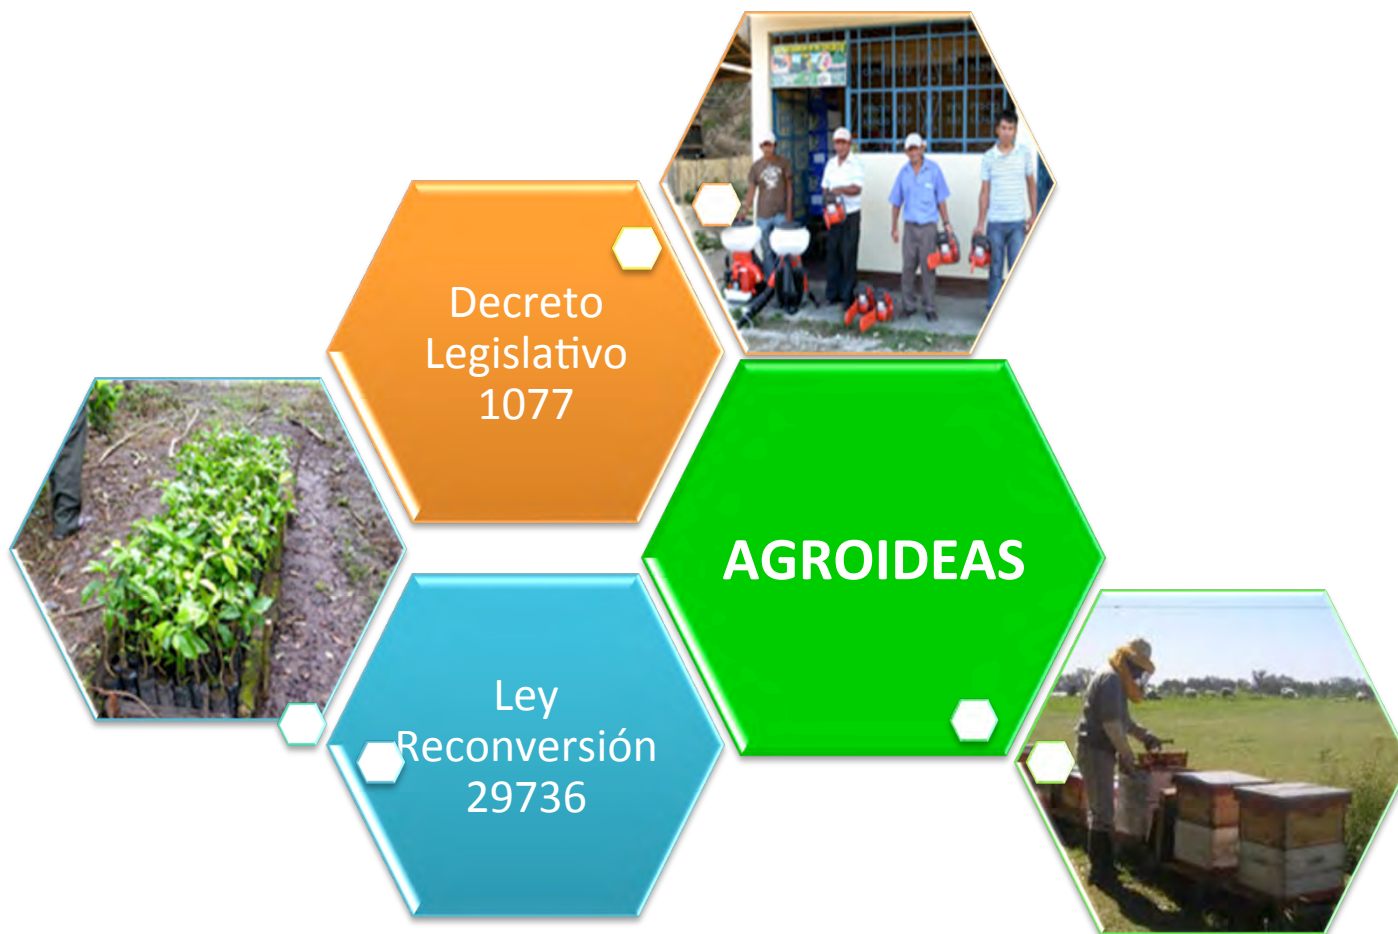 Decreto
Legislativo
1077
AGROIDEAS
Ley
Reconversión
29736